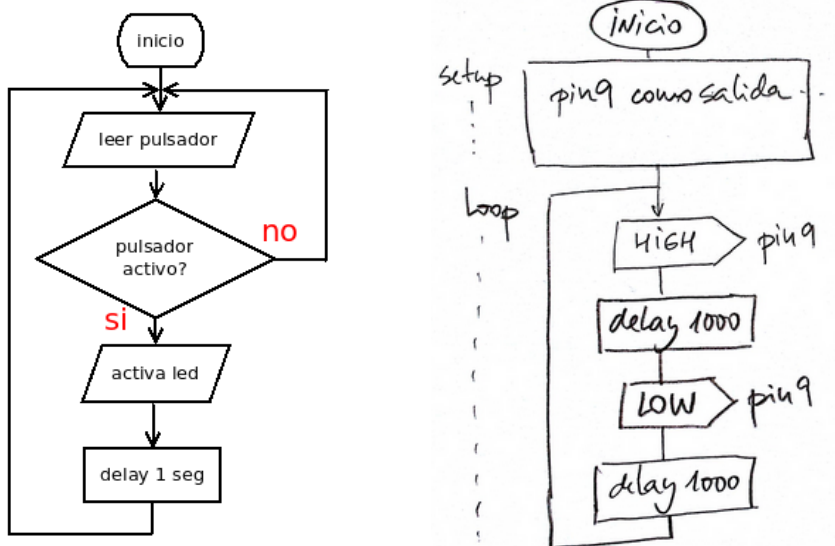 inicio
leer pulsador
pulsador
activo?
no
si
activa led
delay 1 seg
iNicio
setup
pin9 como salida
Loop
HiGH
pin9
delay 1000
LOW
pin9
delay 1000